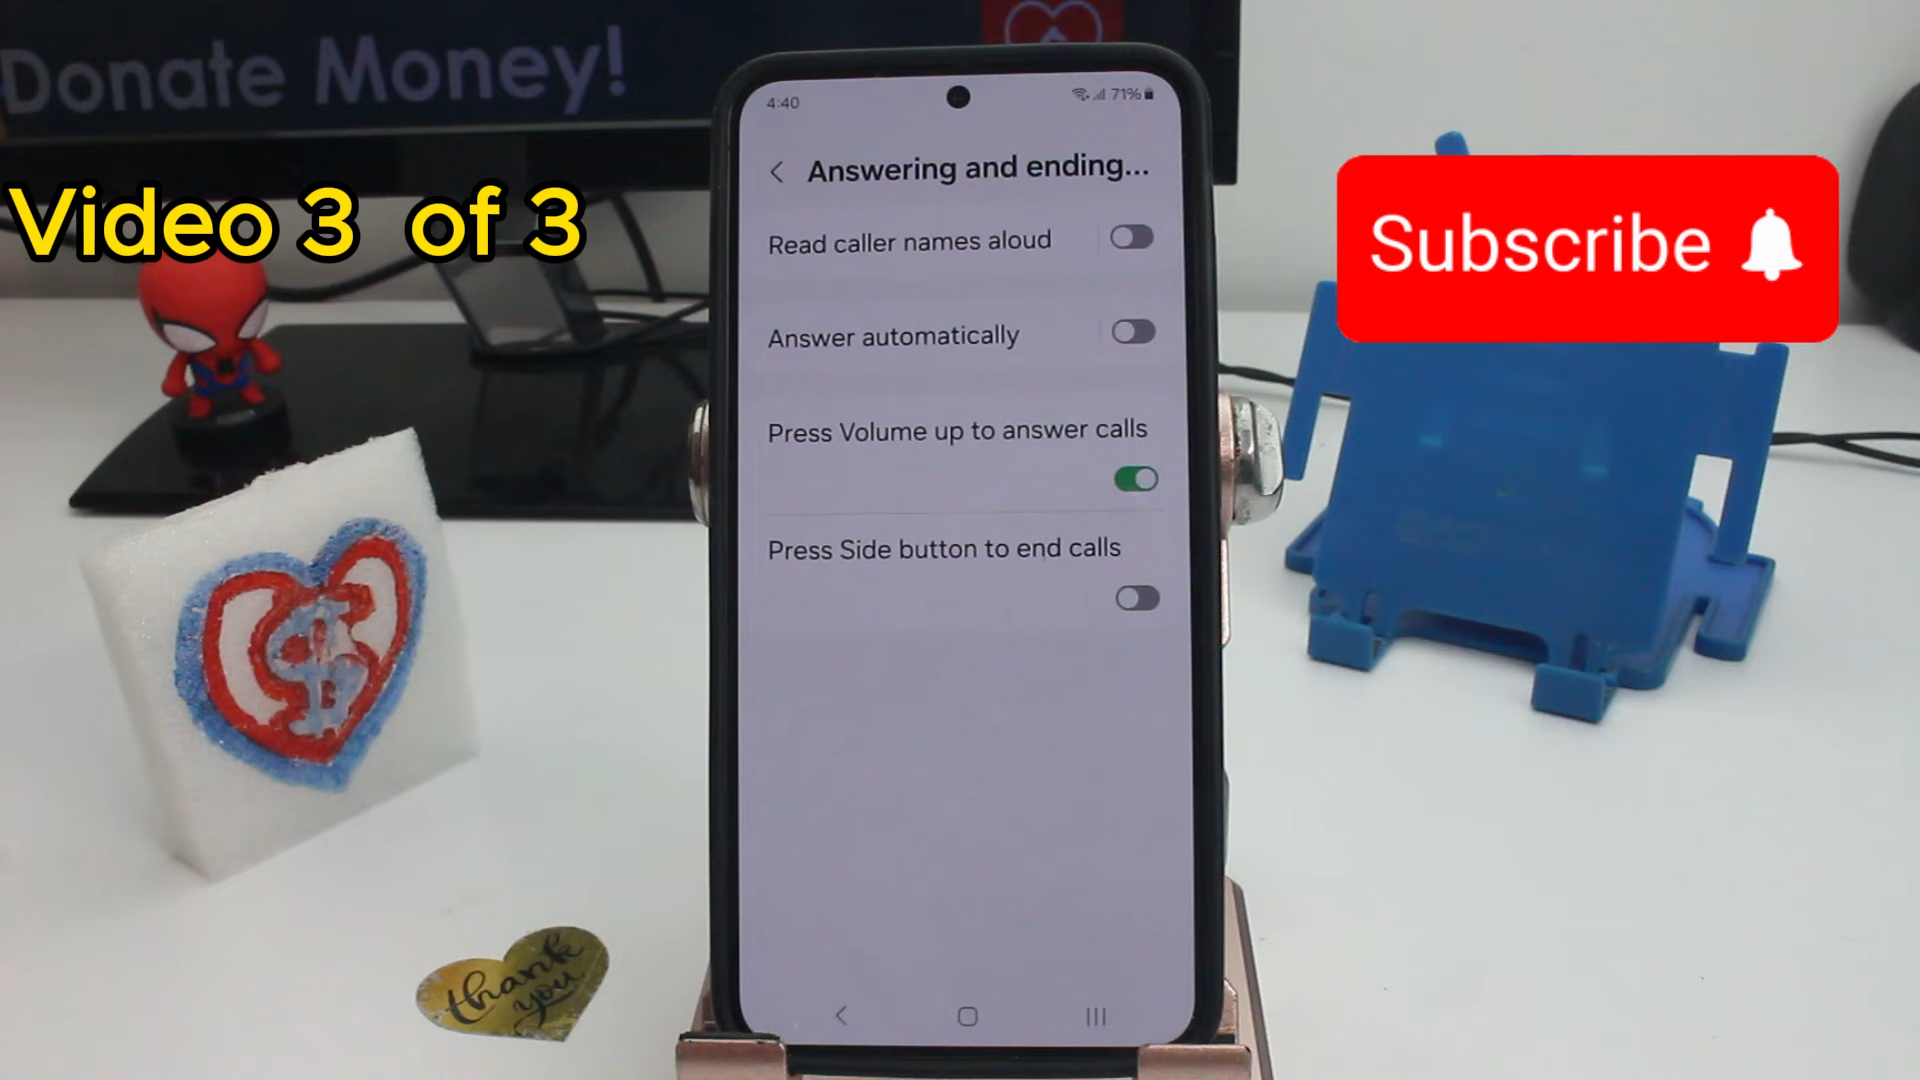 Donate Money!
Video 3 of 3
4:40
71%
Answering and ending...
Read caller names aloud
Answer automatically
Press Volume up to answer calls
Press Side button to end calls
Subscribe
thank
you